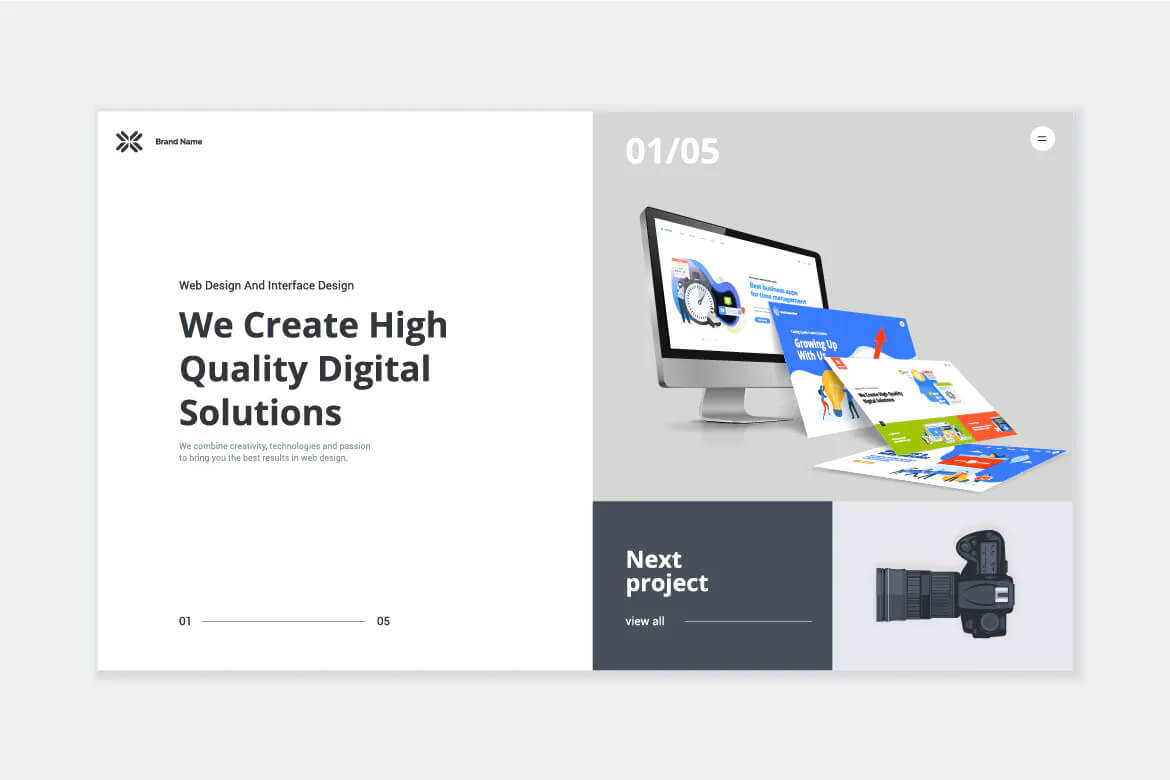 Brand Name
Web Design And Interface Design
We Create High
Quality Digital
Solutions
We combine creativity, technologies and passion
to bring you the best results in web design.
01
05
01/05
Best business apps
for time management
Growing Up
With Us
We Create High Quality
Digital Solutions
Next
project
view all